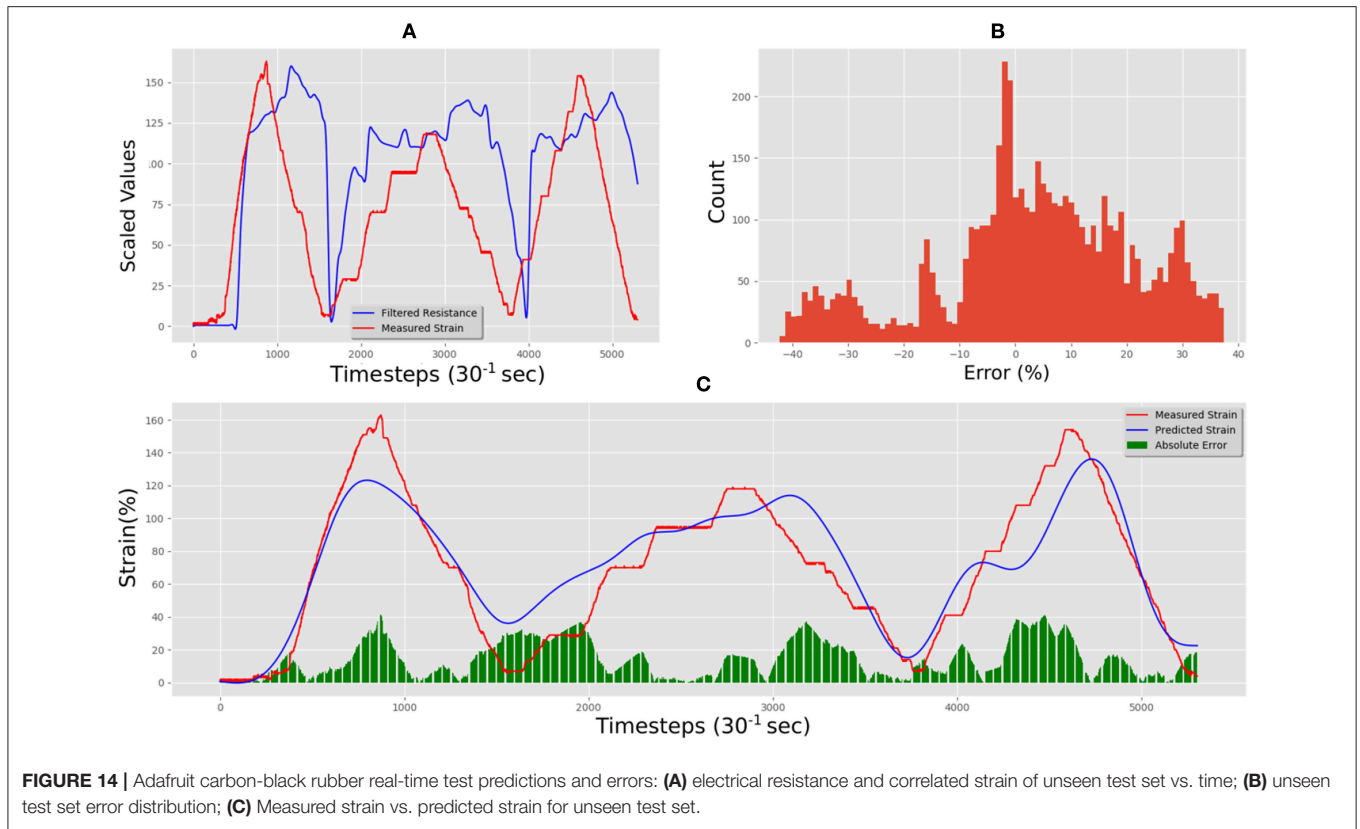 A
B
Scaled Values
150
125
100
75
50
25
0
Filtered Resistance
Measured Strain
0 1000 2000 3000 4000 5000
Timesteps (30⁻¹ sec)
Count
200
150
100
50
0
−40 −30 −20 −10 0 10 20 30 40
Error (%)
C
Strain(%)
160
140
120
100
80
60
40
20
0
Measured Strain
Predicted Strain
Absolute Error
0 1000 2000 3000 4000 5000
Timesteps (30⁻¹ sec)
FIGURE 14 | Adafruit carbon-black rubber real-time test predictions and errors: (A) electrical resistance and correlated strain of unseen test set vs. time; (B) unseen
test set error distribution; (C) Measured strain vs. predicted strain for unseen test set.